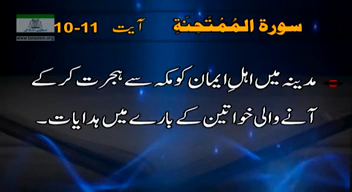 سورة المُمْتَحِنَة آیت 10-11
مدینہ میں اہلِ ایمان کو مکہ سے ہجرت کر کے
آنے والی خواتین کے بارے میں ہدایات۔